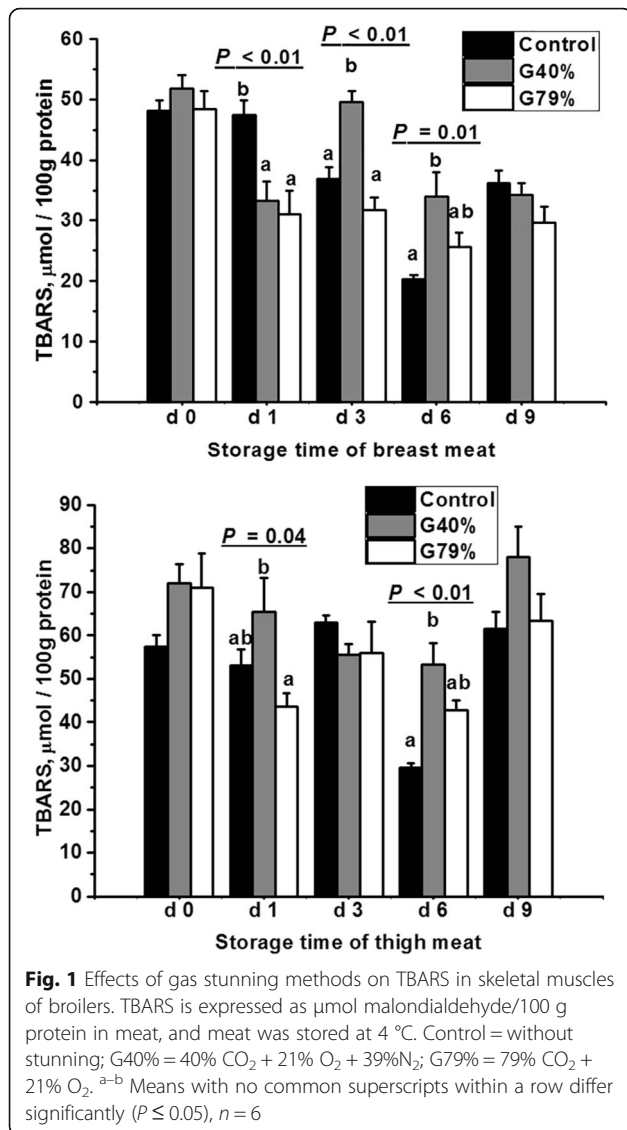 60
50
40
30
20
10
0
TBARS, μmol / 100g protein
P < 0.01
P < 0.01
P = 0.01
Control
G40%
G79%
b
a
a
a
b
a
a
b
ab
d 0 d 1 d 3 d 6 d 9
Storage time of breast meat
90
80
70
60
50
40
30
20
10
0
TBARS, μmol / 100g protein
Control
G40%
G79%
P = 0.04
P < 0.01
ab
b
a
a
b
ab
d 0 d 1 d 3 d 6 d 9
Storage time of thigh meat
Fig. 1 Effects of gas stunning methods on TBARS in skeletal muscles
of broilers. TBARS is expressed as μmol malondialdehyde/100 g
protein in meat, and meat was stored at 4 °C. Control = without
stunning; G40% = 40% CO₂ + 21% O₂ + 39%N₂; G79% = 79% CO₂ +
21% O₂. ᵃ⁻ᵇ Means with no common superscripts within a row differ
significantly (P ≤ 0.05), n = 6